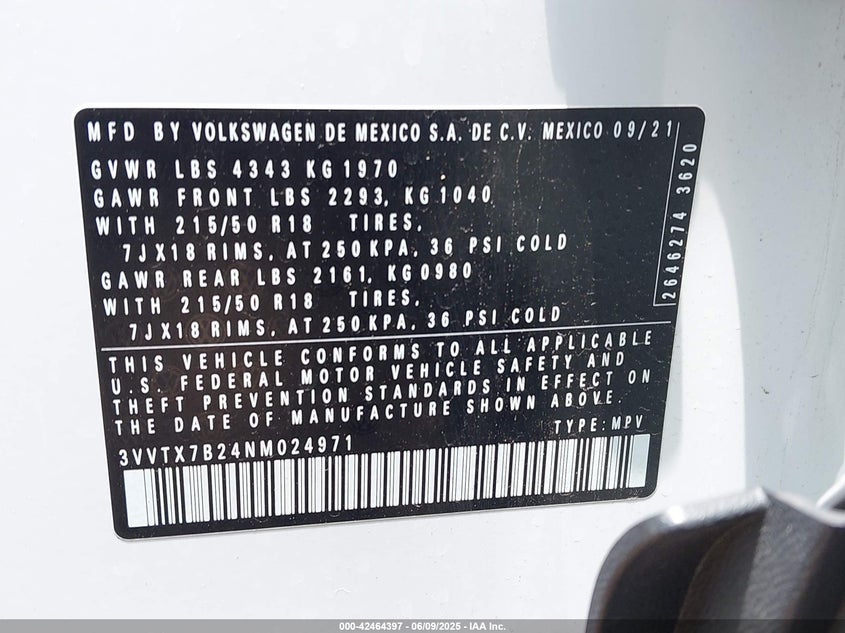 MFD BY VOLKSWAGEN DE MEXICO S.A. DE C.V. MEXICO 09/21
GVWR LBS 4343 KG 1970
GAWR FRONT LBS 2293, KG 1040
WITH 215/50 R18 TIRES,
7JX18 RIMS, AT 250 KPA, 36 PSI COLD
GAWR REAR LBS 2161, KG 0980
WITH 215/50 R18 TIRES,
7JX18 RIMS, AT 250 KPA, 36 PSI COLD
2646274 3620
THIS VEHICLE CONFORMS TO ALL APPLICABLE
U.S. FEDERAL MOTOR VEHICLE SAFETY AND
THEFT PREVENTION STANDARDS IN EFFECT ON
THE DATE OF MANUFACTURE SHOWN ABOVE.
3VVTX7B24NM024971 TYPE: MPV
000-42464397 - 06/09/2025 - IAA Inc.